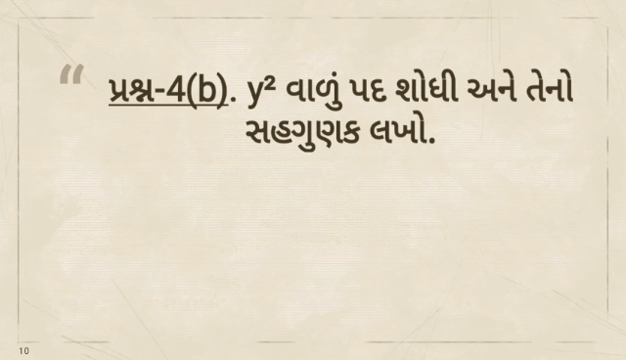 “ પ્રશ્ન-4(b). y² વાળું પદ શોધી અને તેનો
સહગુણક લખો.
10